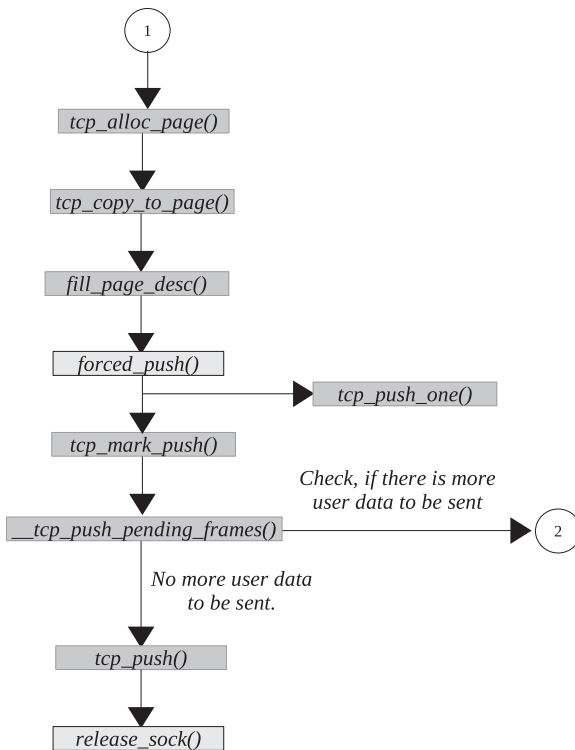 1
tcp_alloc_page()
tcp_copy_to_page()
fill_page_desc()
forced_push()
tcp_push_one()
tcp_mark_push()
Check, if there is more
user data to be sent
__tcp_push_pending_frames()
2
No more user data
to be sent.
tcp_push()
release_sock()